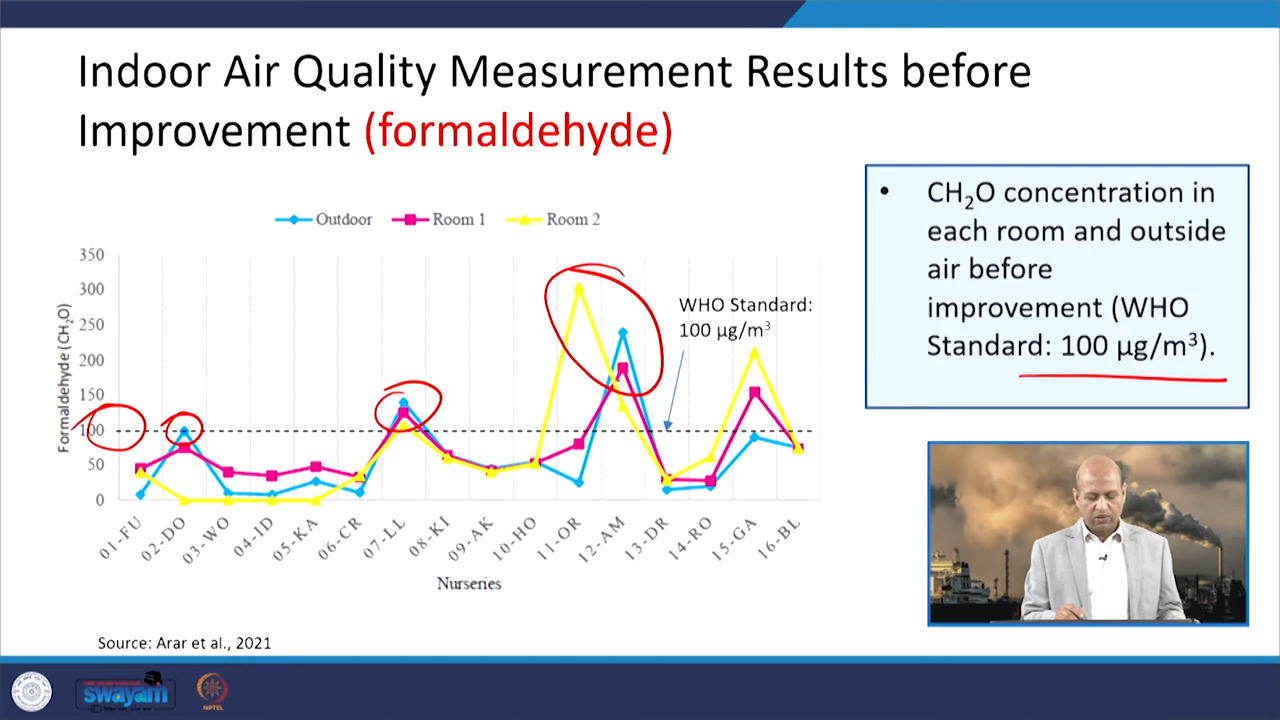 Indoor Air Quality Measurement Results before
Improvement (formaldehyde)
Outdoor Room 1 Room 2
350
300
250
200
150
100
50
0
Formaldehyde (CH₂O)
WHO Standard:
100 μg/m³
01-FU 02-DO 03-WO 04-ID 05-KA 06-CR 07-LL 08-KI 09-AK 10-HO 11-OR 12-AM 13-DR 14-RO 15-GA 16-BL
Nurseries
• CH₂O concentration in
each room and outside
air before
improvement (WHO
Standard: 100 μg/m³).
Source: Arar et al., 2021
swayam
NPTEL